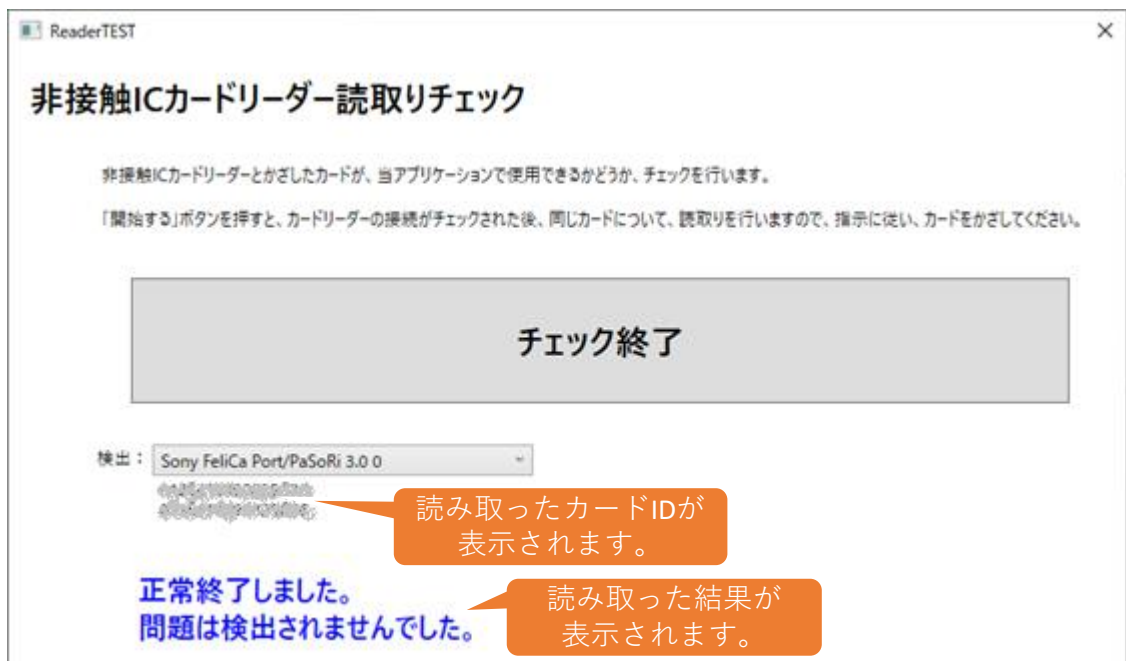 ReaderTEST
非接触ICカードリーダー読取りチェック
非接触ICカードリーダーとかざしたカードが、当アプリケーションで使用できるかどうか、チェックを行います。
「開始する」ボタンを押すと、カードリーダーの接続がチェックされた後、同じカードについて、読取りを行いますので、指示に従い、カードをかざしてください。
チェック終了
検出： Sony FeliCa Port/PaSoRi 3.0 0
読み取ったカードIDが
表示されます。
正常終了しました。
問題は検出されませんでした。
読み取った結果が
表示されます。